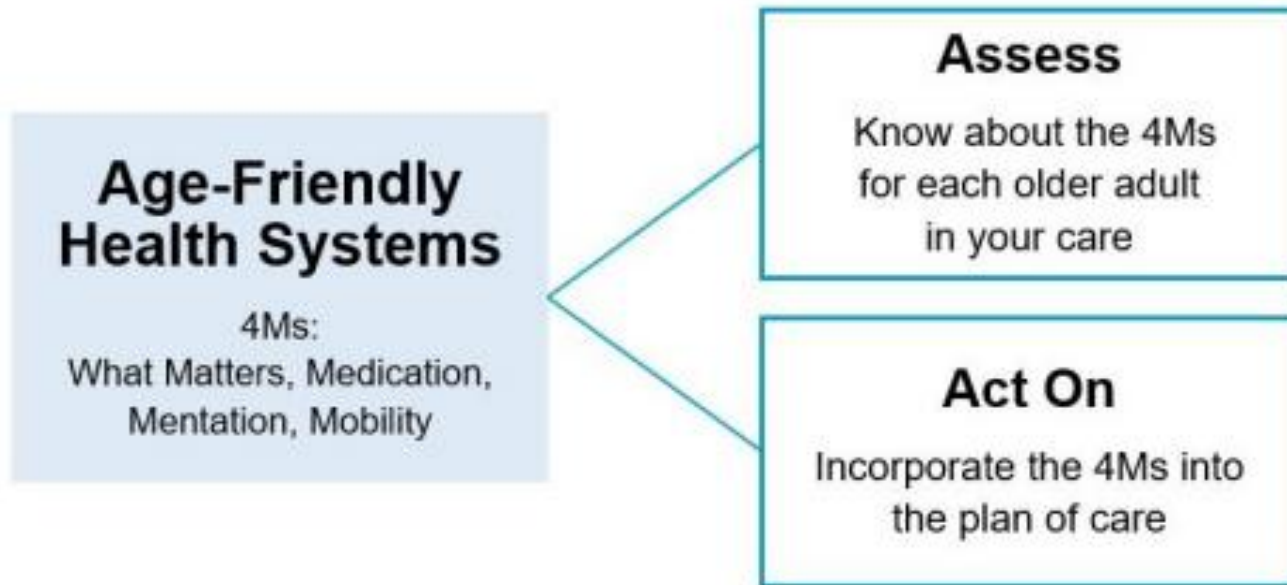 Age-Friendly
Health Systems
4Ms:
What Matters, Medication,
Mentation, Mobility
Assess
Know about the 4Ms
for each older adult
in your care
Act On
Incorporate the 4Ms into
the plan of care